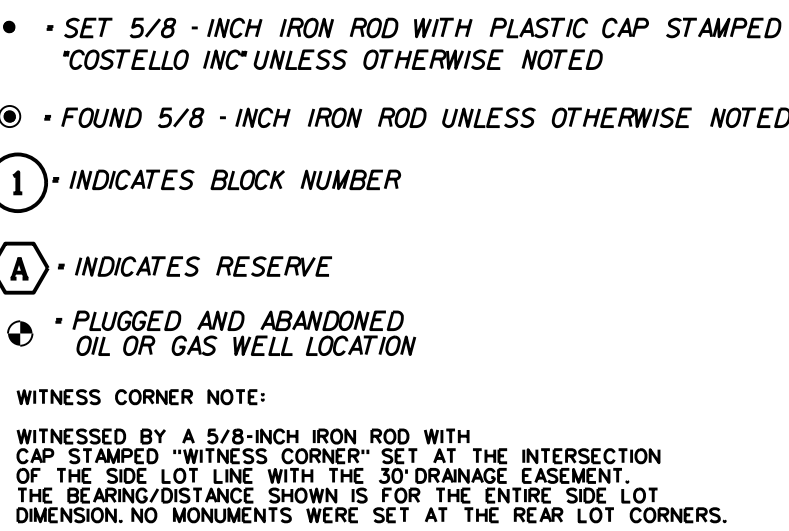 • = SET 5/8 - INCH IRON ROD WITH PLASTIC CAP STAMPED
"COSTELLO INC" UNLESS OTHERWISE NOTED
= FOUND 5/8 - INCH IRON ROD UNLESS OTHERWISE NOTED
1 = INDICATES BLOCK NUMBER
A = INDICATES RESERVE
= PLUGGED AND ABANDONED
OIL OR GAS WELL LOCATION
WITNESS CORNER NOTE:
WITNESSED BY A 5/8-INCH IRON ROD WITH
CAP STAMPED "WITNESS CORNER" SET AT THE INTERSECTION
OF THE SIDE LOT LINE WITH THE 30' DRAINAGE EASEMENT.
THE BEARING/DISTANCE SHOWN IS FOR THE ENTIRE SIDE LOT
DIMENSION. NO MONUMENTS WERE SET AT THE REAR LOT CORNERS.